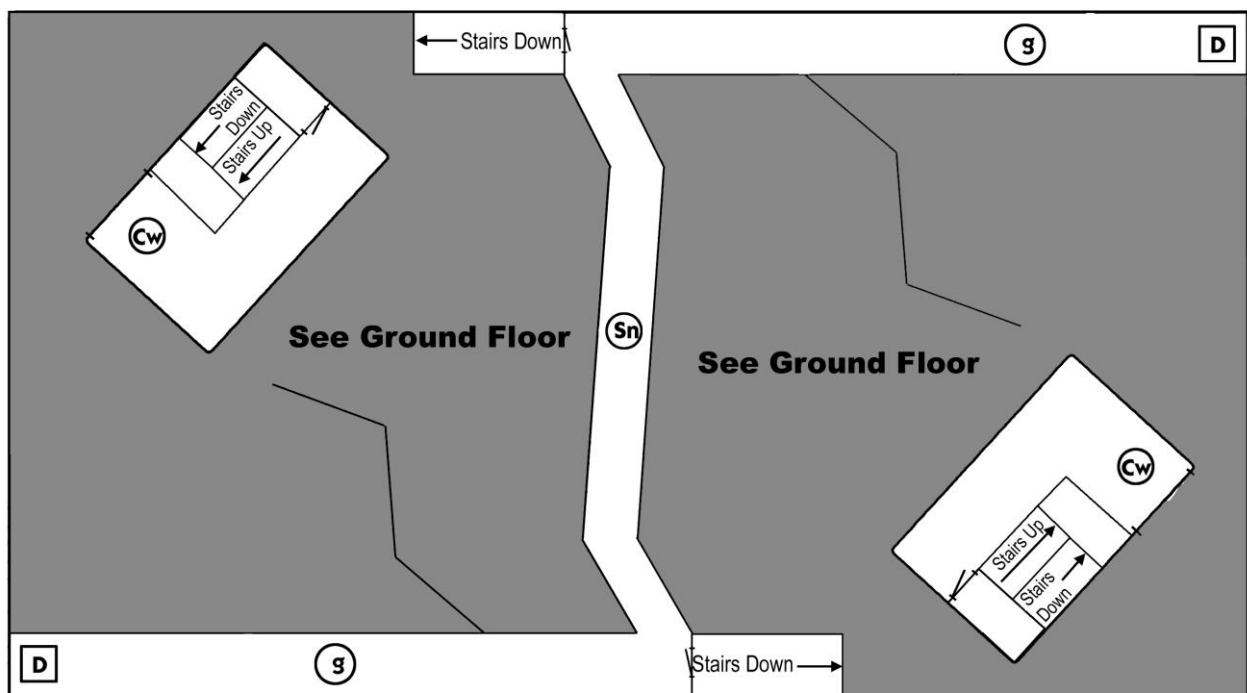 Stairs Down
g
D
Stairs
Down
Stairs Up
Cw
Sn
See Ground Floor
See Ground Floor
Cw
Stairs Up
Stairs
Down
D
g
Stairs Down